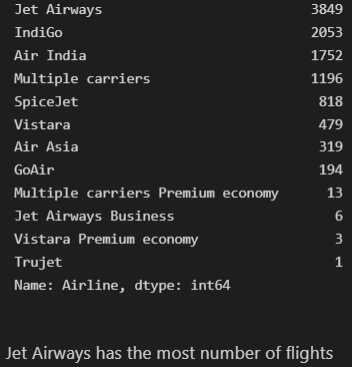 Jet Airways 3849
IndiGo 2053
Air India 1752
Multiple carriers 1196
SpiceJet 818
Vistara 479
Air Asia 319
GoAir 194
Multiple carriers Premium economy 13
Jet Airways Business 6
Vistara Premium economy 3
Trujet 1
Name: Airline, dtype: int64
Jet Airways has the most number of flights